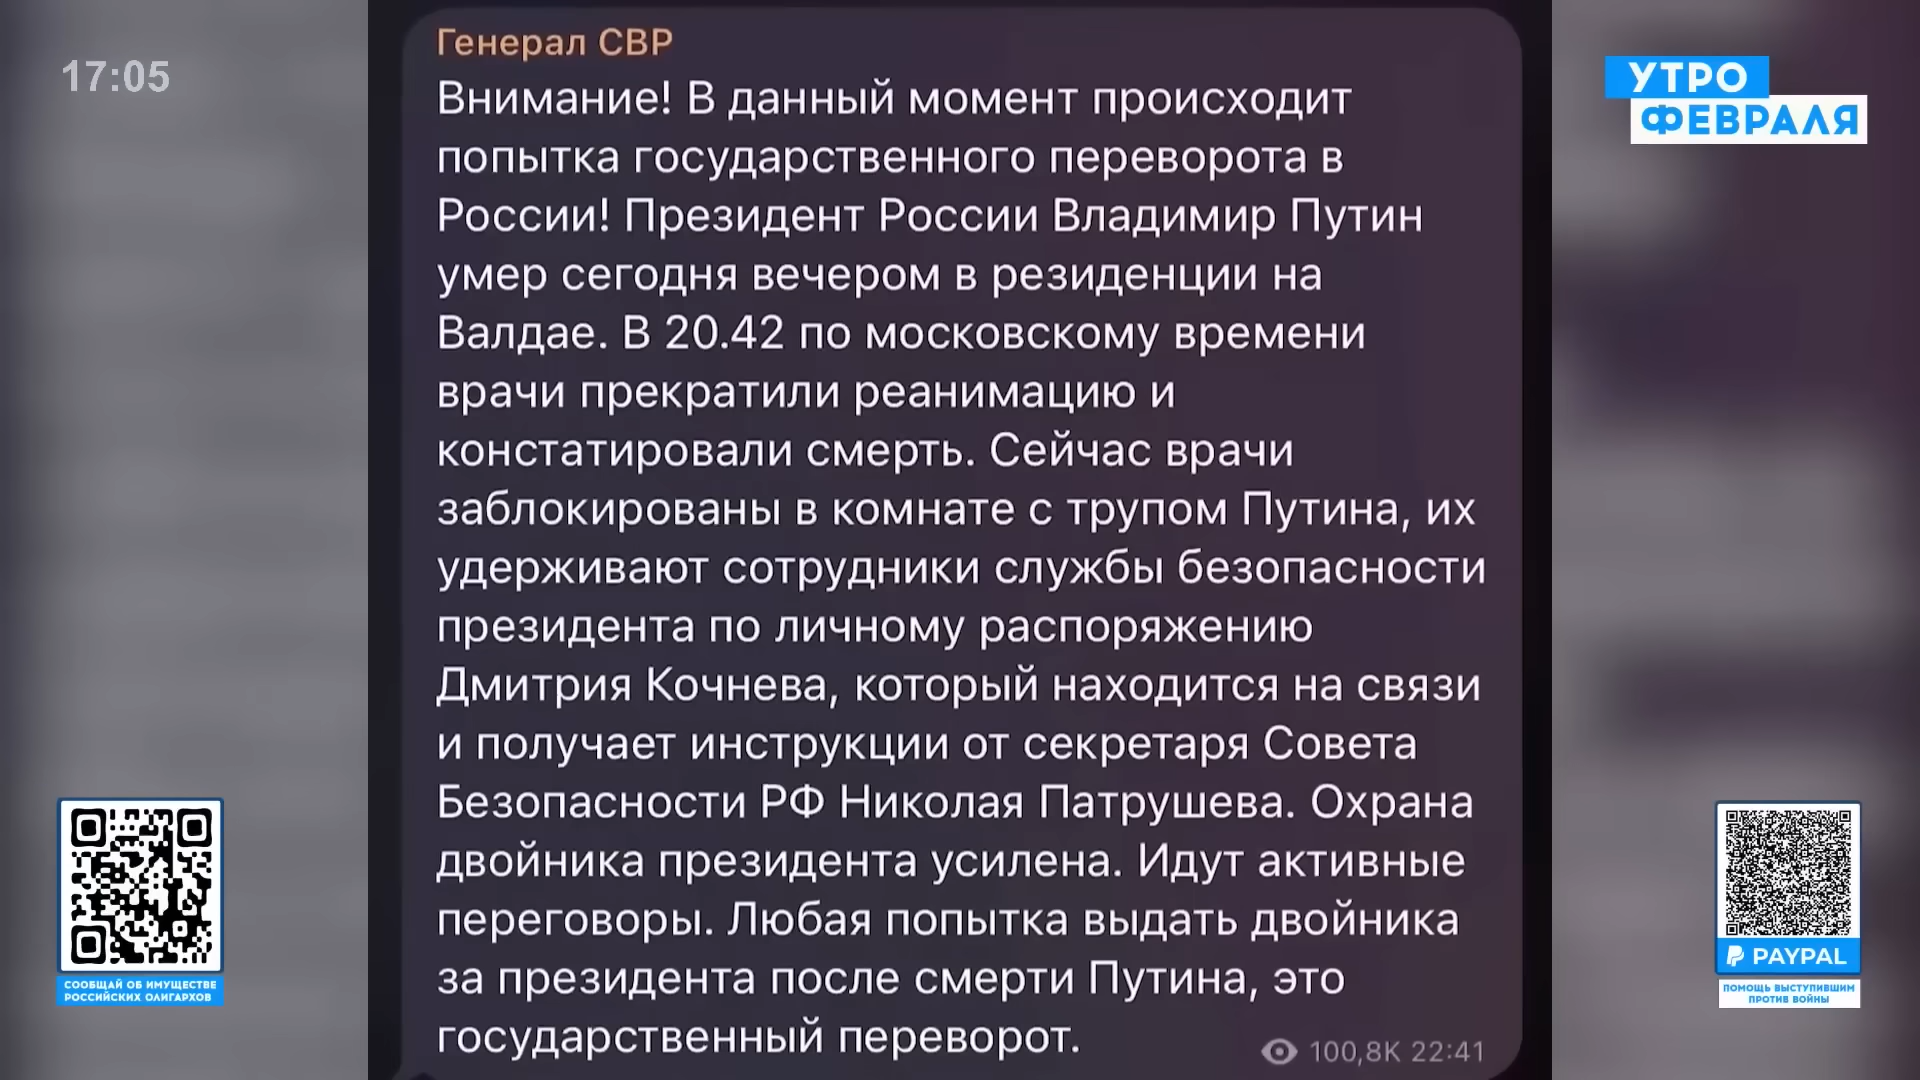 17:05
УТРО
ФЕВРАЛЯ
Генерал СВР
Внимание! В данный момент происходит
попытка государственного переворота в
России! Президент России Владимир Путин
умер сегодня вечером в резиденции на
Валдае. В 20.42 по московскому времени
врачи прекратили реанимацию и
констатировали смерть. Сейчас врачи
заблокированы в комнате с трупом Путина, их
удерживают сотрудники службы безопасности
президента по личному распоряжению
Дмитрия Кочнева, который находится на связи
и получает инструкции от секретаря Совета
Безопасности РФ Николая Патрушева. Охрана
двойника президента усилена. Идут активные
переговоры. Любая попытка выдать двойника
за президента после смерти Путина, это
государственный переворот.
100,8K 22:41
СООБЩАЙ ОБ ИМУЩЕСТВЕ
РОССИЙСКИХ ОЛИГАРХОВ
PAYPAL
ПОМОЩЬ ВЫСТУПИВШИМ
ПРОТИВ ВОЙНЫ